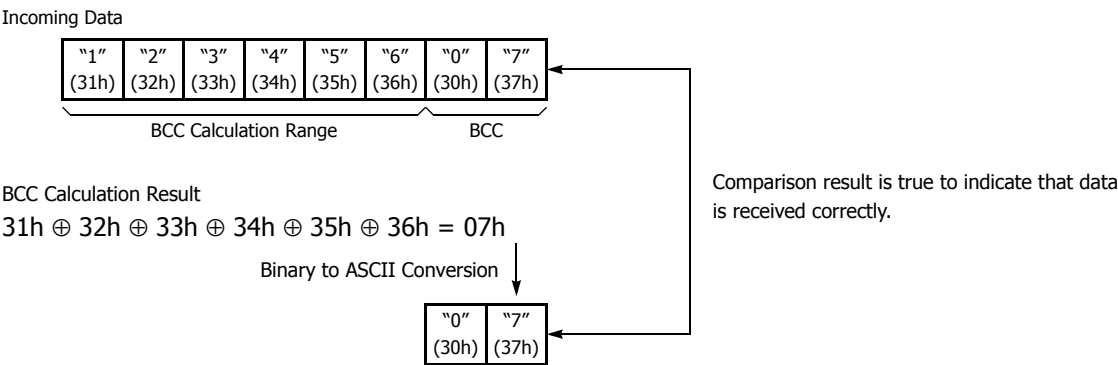 Incoming Data
“1” “2” “3” “4” “5” “6” “0” “7”
(31h) (32h) (33h) (34h) (35h) (36h) (30h) (37h)
BCC Calculation Range BCC
Comparison result is true to indicate that data
is received correctly.
BCC Calculation Result
31h ⊕ 32h ⊕ 33h ⊕ 34h ⊕ 35h ⊕ 36h = 07h
Binary to ASCII Conversion
“0” “7”
(30h) (37h)